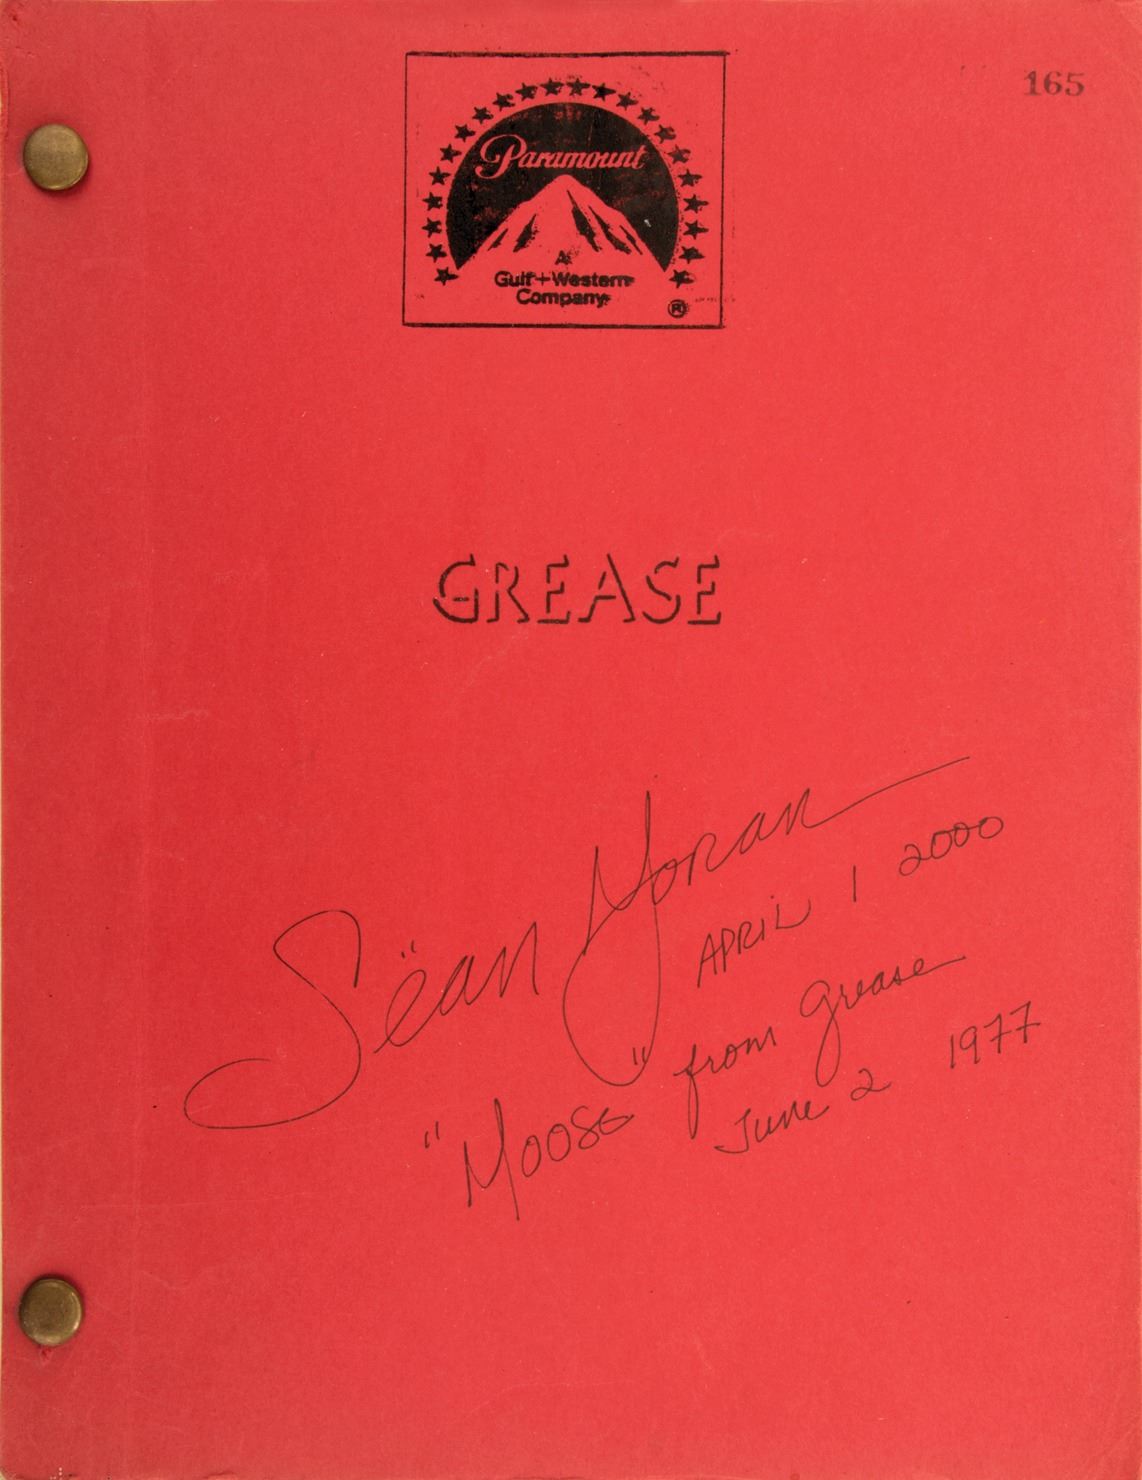 165
Paramount
A
Gulf+Western
Company
®
GREASE
Sëan Moran
APRIL 1 2000
"Moose" from Grease
June 2 1977